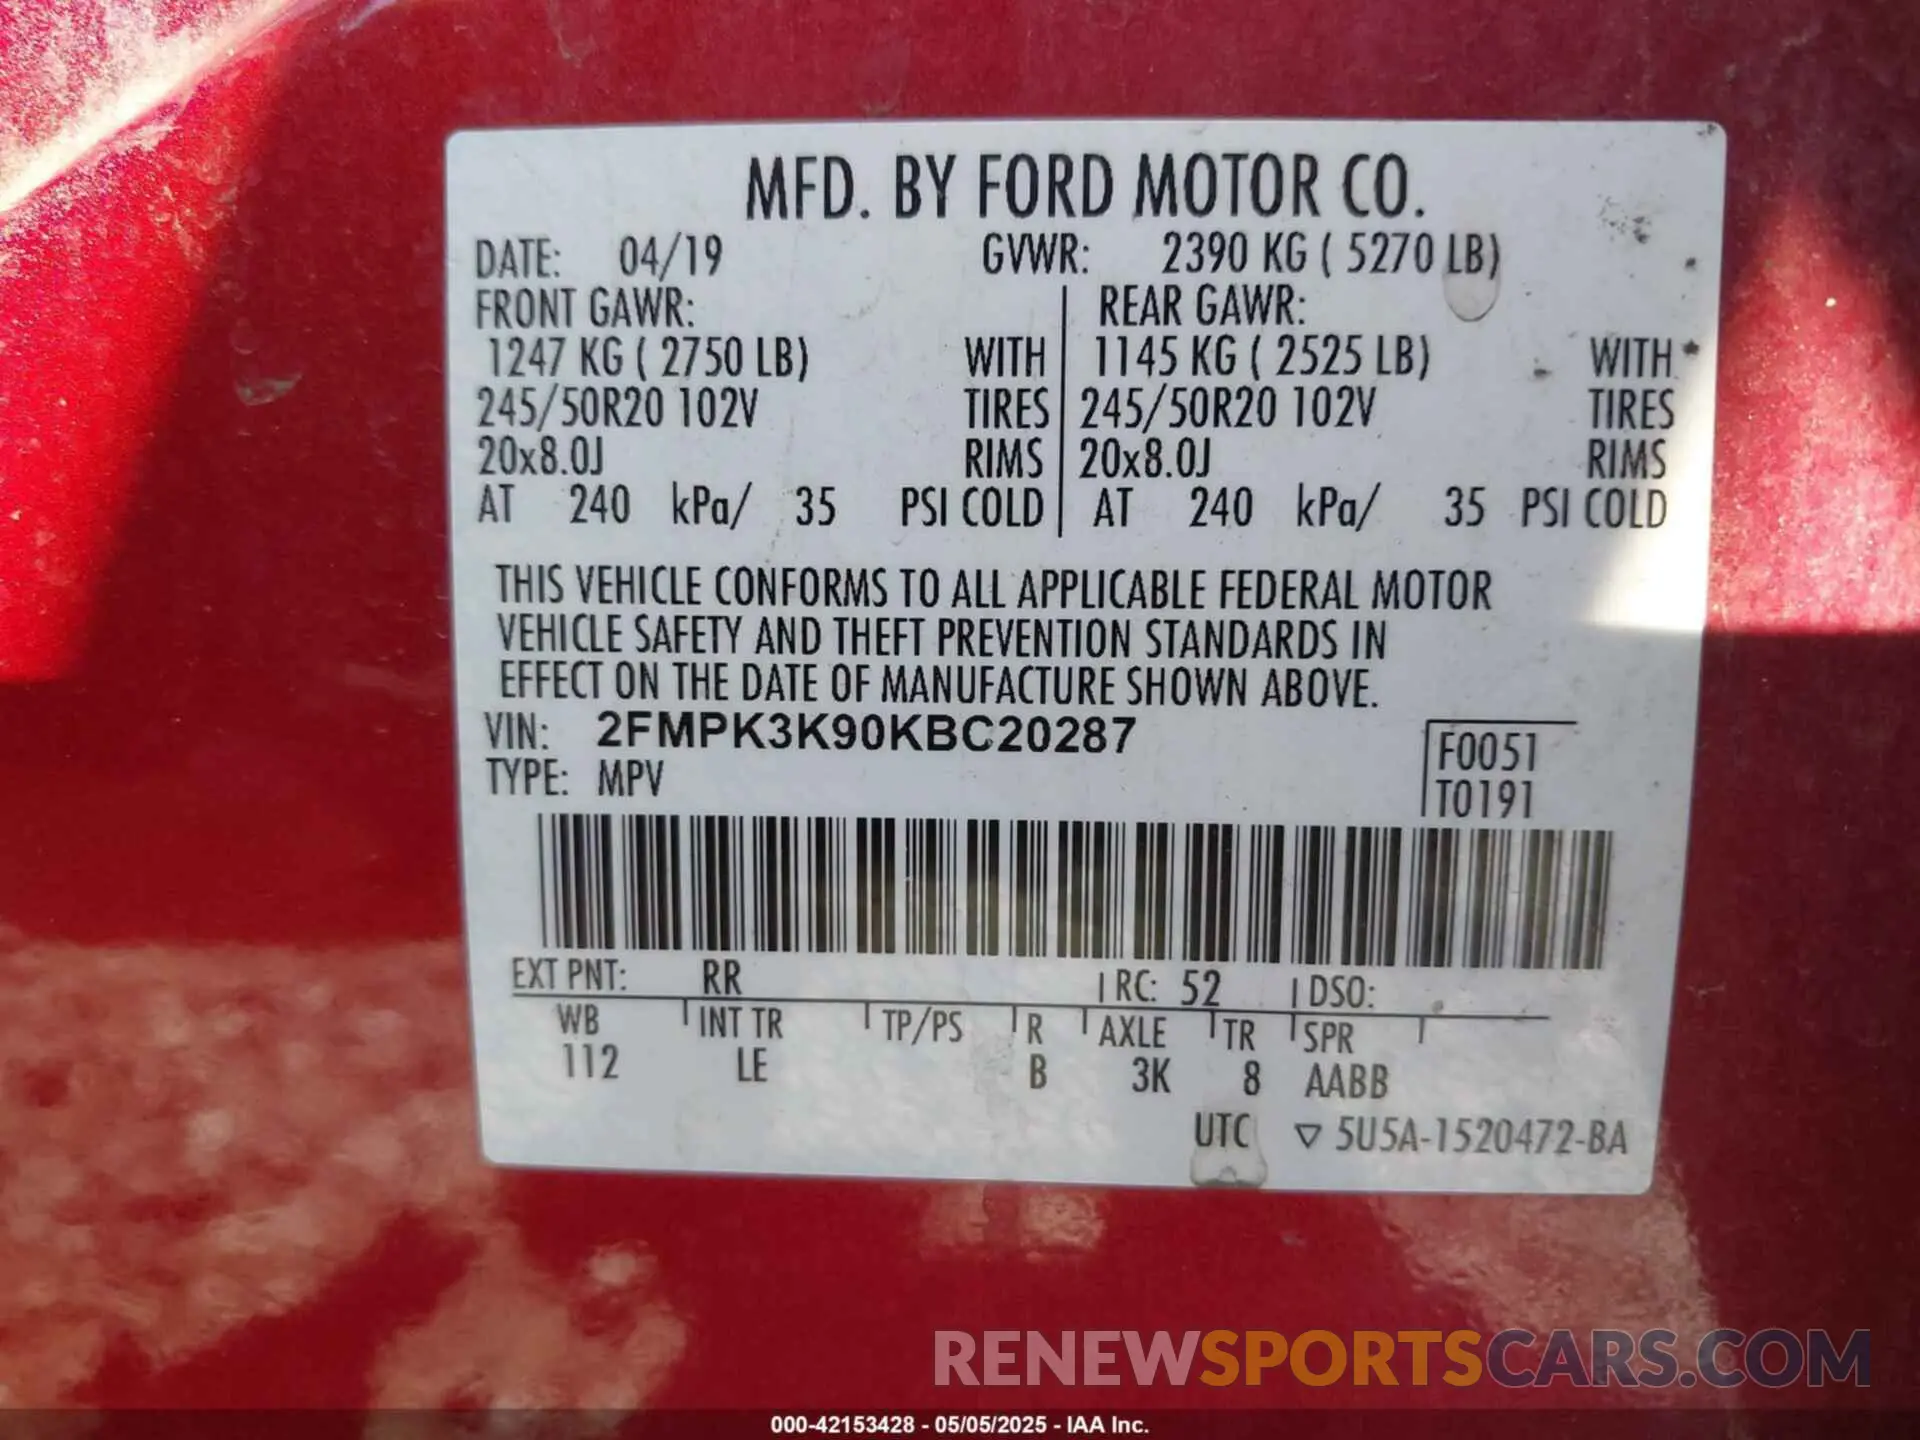 MFD. BY FORD MOTOR CO.
DATE: 04/19 GVWR: 2390 KG ( 5270 LB)
FRONT GAWR: REAR GAWR:
1247 KG ( 2750 LB) WITH 1145 KG ( 2525 LB) WITH
245/50R20 102V TIRES 245/50R20 102V TIRES
20x8.0J RIMS 20x8.0J RIMS
AT 240 kPa/ 35 PSI COLD AT 240 kPa/ 35 PSI COLD
THIS VEHICLE CONFORMS TO ALL APPLICABLE FEDERAL MOTOR
VEHICLE SAFETY AND THEFT PREVENTION STANDARDS IN
EFFECT ON THE DATE OF MANUFACTURE SHOWN ABOVE.
VIN: 2FMPK3K90KBC20287
TYPE: MPV
F0051
T0191
EXT PNT: RR RC: 52 DSO:
WB INT TR TP/PS R AXLE TR SPR
112 LE B 3K 8 AABB
UTC ▽ 5U5A-1520472-BA
RENEWSPORTSCARS.COM
000-42153428 - 05/05/2025 - IAA Inc.